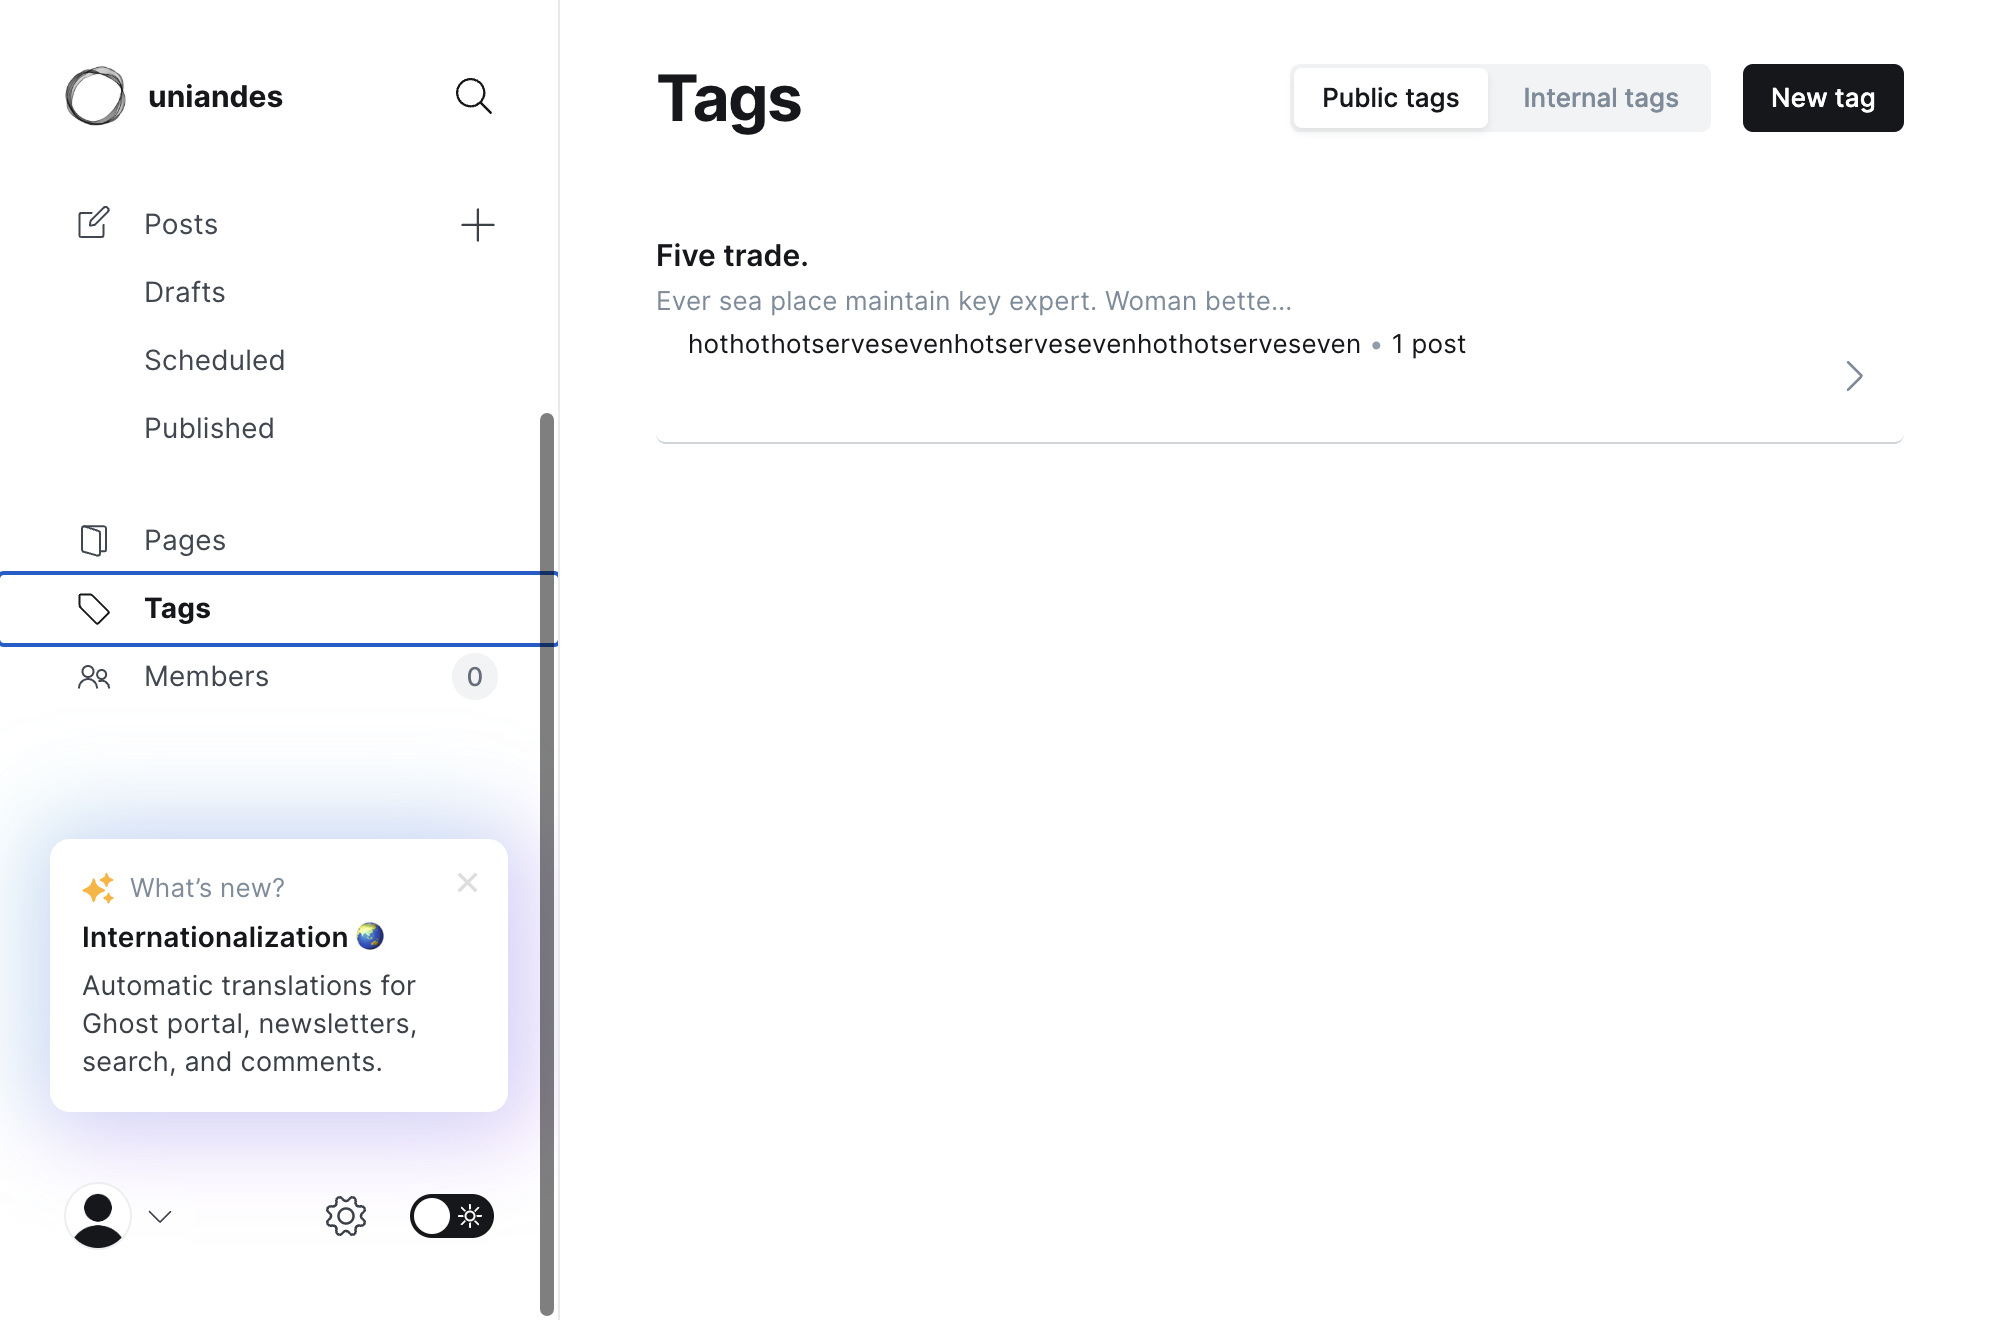 uniandes
Posts
Drafts
Scheduled
Published
Pages
Tags
Members 0
What’s new?
Internationalization
Automatic translations for
Ghost portal, newsletters,
search, and comments.
Tags
Public tags Internal tags New tag
Five trade.
Ever sea place maintain key expert. Woman bette...
hothothotservesevenhotservesevenhothotserveseven • 1 post